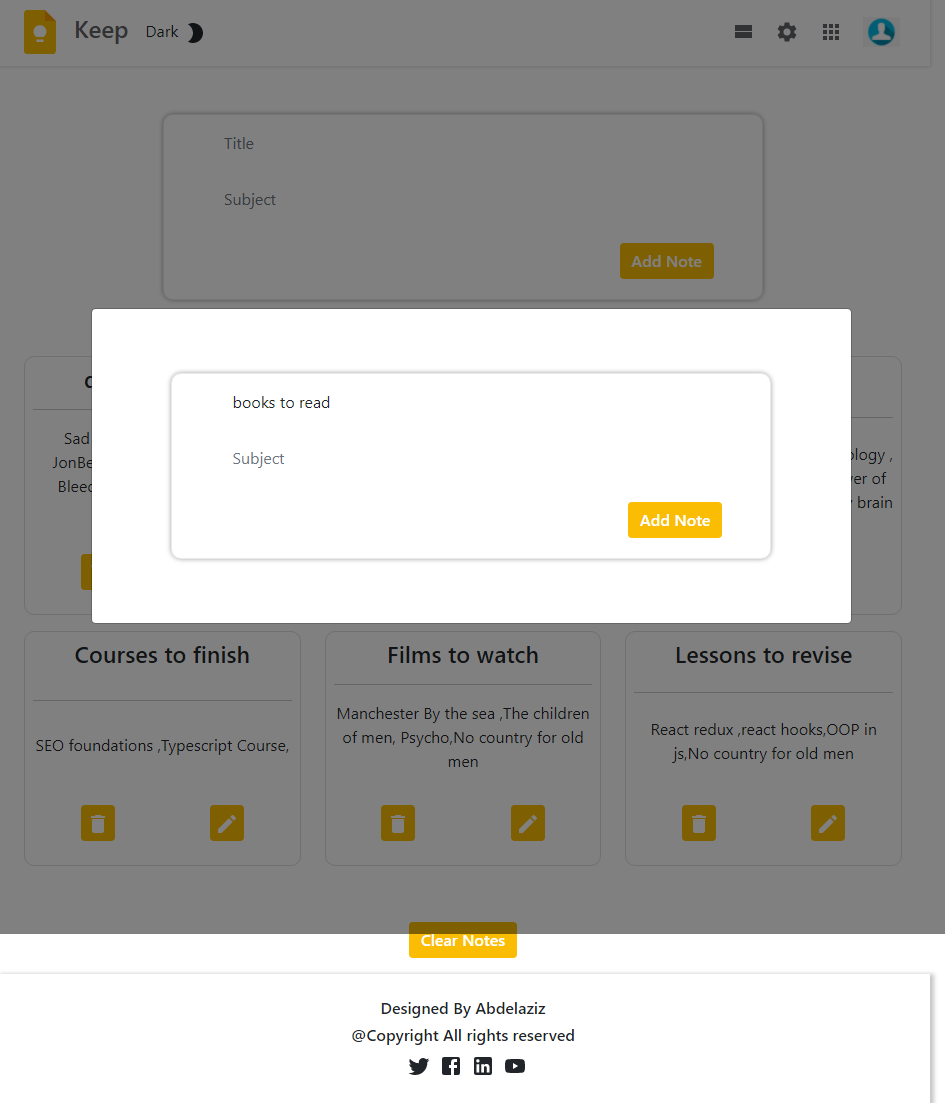 Keep Dark
Title
Subject
Add Note
books to read
Subject
Add Note
Sad
JonBe
Bleed
ology ,
er of
brain
Courses to finish
SEO foundations ,Typescript Course,
Films to watch
Manchester By the sea ,The children
of men, Psycho,No country for old
men
Lessons to revise
React redux ,react hooks,OOP in
js,No country for old men
Clear Notes
Designed By Abdelaziz
@Copyright All rights reserved